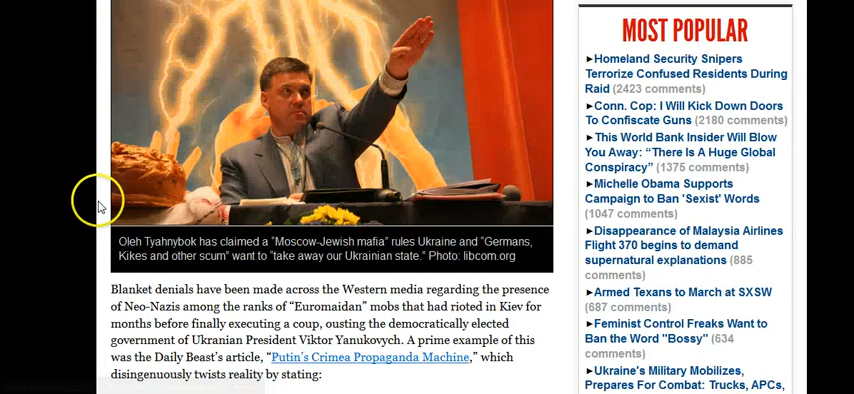 MOST POPULAR
►Homeland Security Snipers
Terrorize Confused Residents During
Raid (2423 comments)
►Conn. Cop: I Will Kick Down Doors
To Confiscate Guns (2180 comments)
►This World Bank Insider Will Blow
You Away: “There Is A Huge Global
Conspiracy” (1375 comments)
►Michelle Obama Supports
Campaign to Ban 'Sexist' Words
(1047 comments)
►Disappearance of Malaysia Airlines
Flight 370 begins to demand
supernatural explanations (885
comments)
►Armed Texans to March at SXSW
(687 comments)
►Feminist Control Freaks Want to
Ban the Word "Bossy" (634
comments)
►Ukraine's Military Mobilizes,
Prepares For Combat: Trucks, APCs,
Oleh Tyahnybok has claimed a “Moscow-Jewish mafia” rules Ukraine and “Germans,
Kikes and other scum” want to “take away our Ukrainian state.” Photo: libcom.org
Blanket denials have been made across the Western media regarding the presence
of Neo-Nazis among the ranks of “Euromaidan” mobs that had rioted in Kiev for
months before finally executing a coup, ousting the democratically elected
government of Ukranian President Viktor Yanukovych. A prime example of this
was the Daily Beast’s article, “Putin’s Crimea Propaganda Machine,” which
disingenuously twists reality by stating: